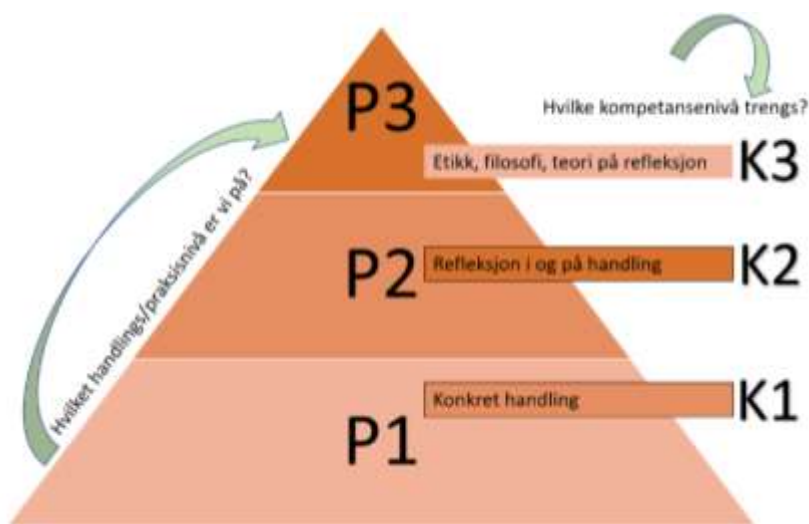 P3
Hvilke kompetansenivå trengs?
Etikk, filosofi, teori på refleksjon
K3
Hvilket handlings/praksisnivå er vi på?
P2
Refleksjon i og på handling
K2
P1
Konkret handling
K1